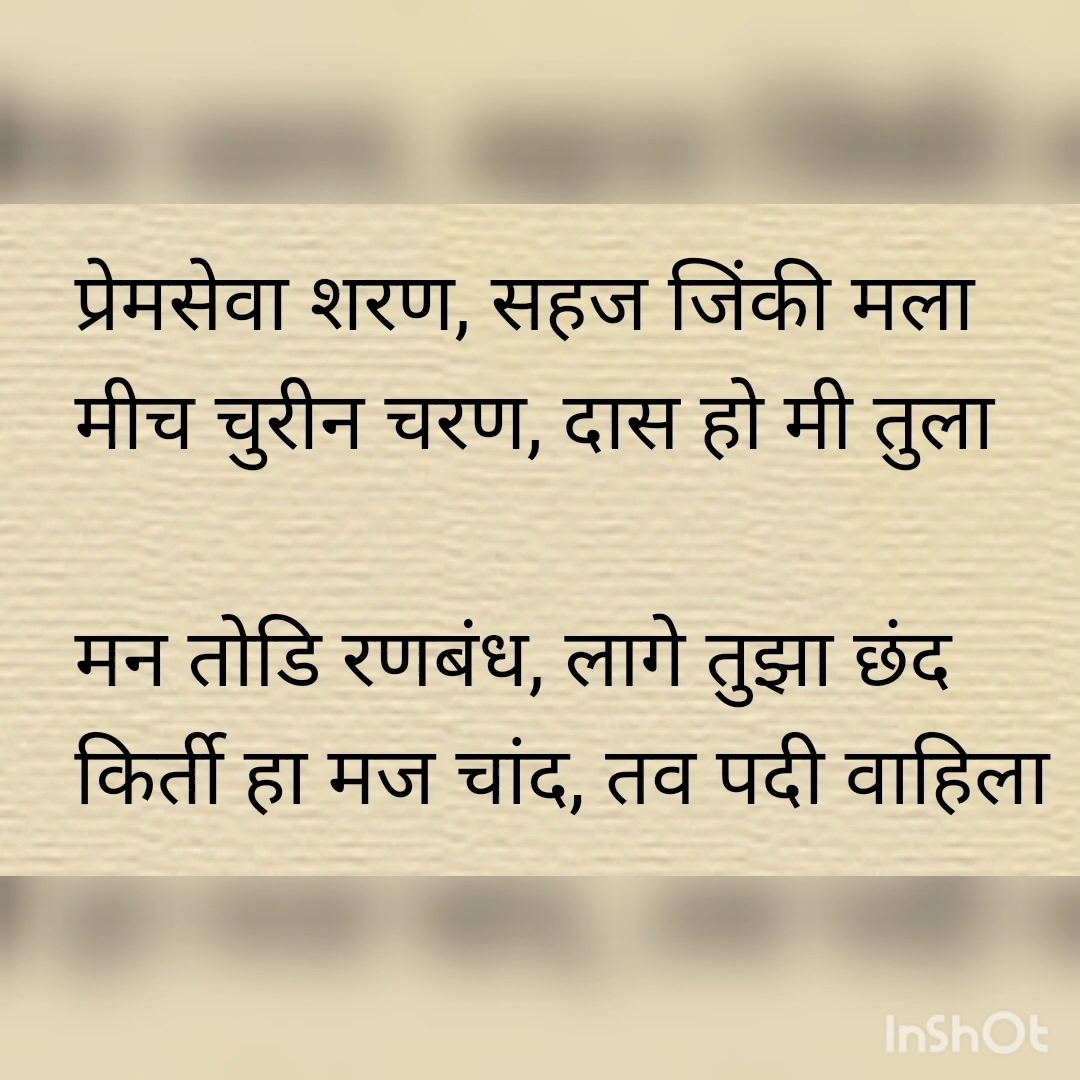 प्रेमसेवा शरण, सहज जिंकी मला
मीच चुरीन चरण, दास हो मी तुला
मन तोडि रणबंध, लागे तुझा छंद
किर्ती हा मज चांद, तव पदी वाहिला
InShOt